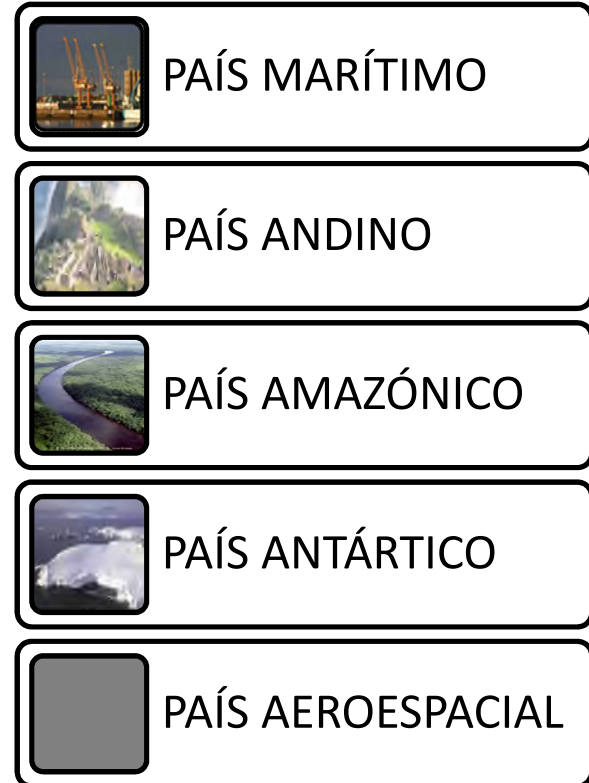 PAÍS MARÍTIMO
PAÍS ANDINO
PAÍS AMAZÓNICO
PAÍS ANTÁRTICO
PAÍS AEROESPACIAL